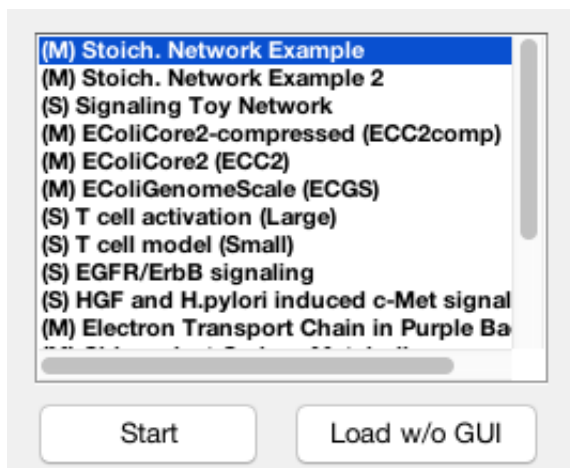 (M) Stoich. Network Example
(M) Stoich. Network Example 2
(S) Signaling Toy Network
(M) EColiCore2-compressed (ECC2comp)
(M) EColiCore2 (ECC2)
(M) EColiGenomeScale (ECGS)
(S) T cell activation (Large)
(S) T cell model (Small)
(S) EGFR/ErbB signaling
(S) HGF and H.pylori induced c-Met signal
(M) Electron Transport Chain in Purple Ba
Start Load w/o GUI